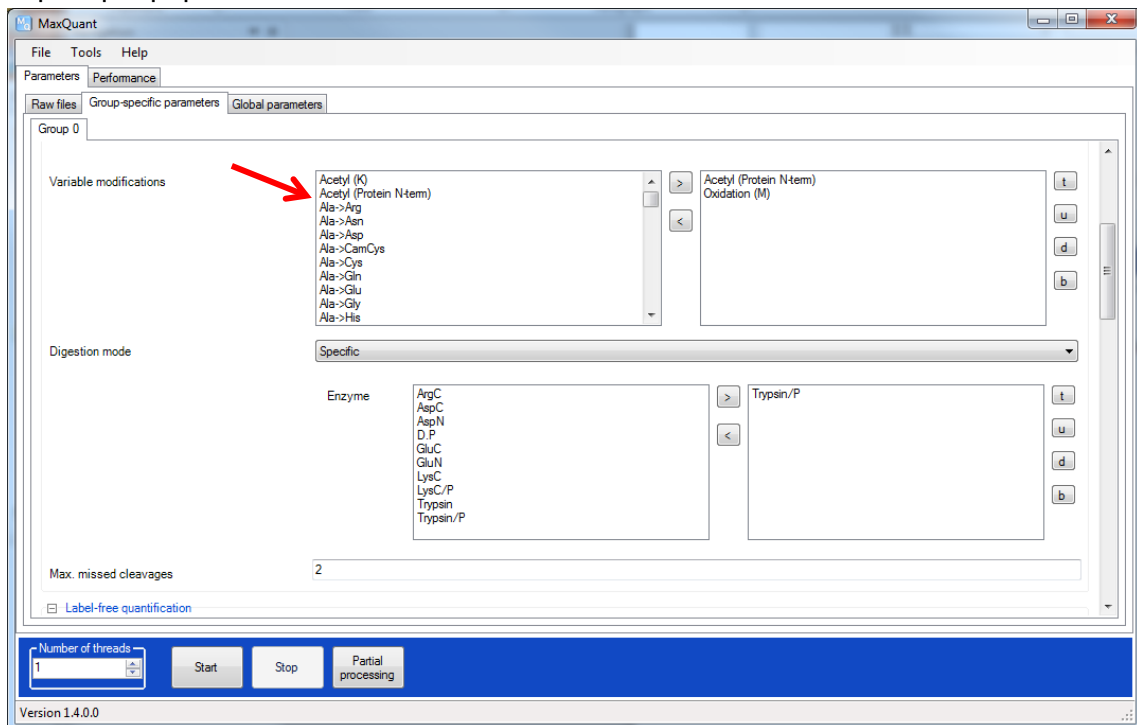 MaxQuant
File Tools Help
Parameters Performance
Raw files Group-specific parameters Global parameters
Group 0
Variable modifications
Acetyl (K)
Acetyl (Protein N-term)
Ala->Arg
Ala->Asn
Ala->Asp
Ala->CamCys
Ala->Cys
Ala->Gln
Ala->Glu
Ala->Gly
Ala->His
>
<
Acetyl (Protein N-term)
Oxidation (M)
t
u
d
b
Digestion mode
Specific
Enzyme
ArgC
AspC
AspN
D.P
GluC
GluN
LysC
LysC/P
Trypsin
Trypsin/P
>
<
Trypsin/P
t
u
d
b
Max. missed cleavages
2
Label-free quantification
Number of threads
1
Start
Stop
Partial
processing
Version 1.4.0.0